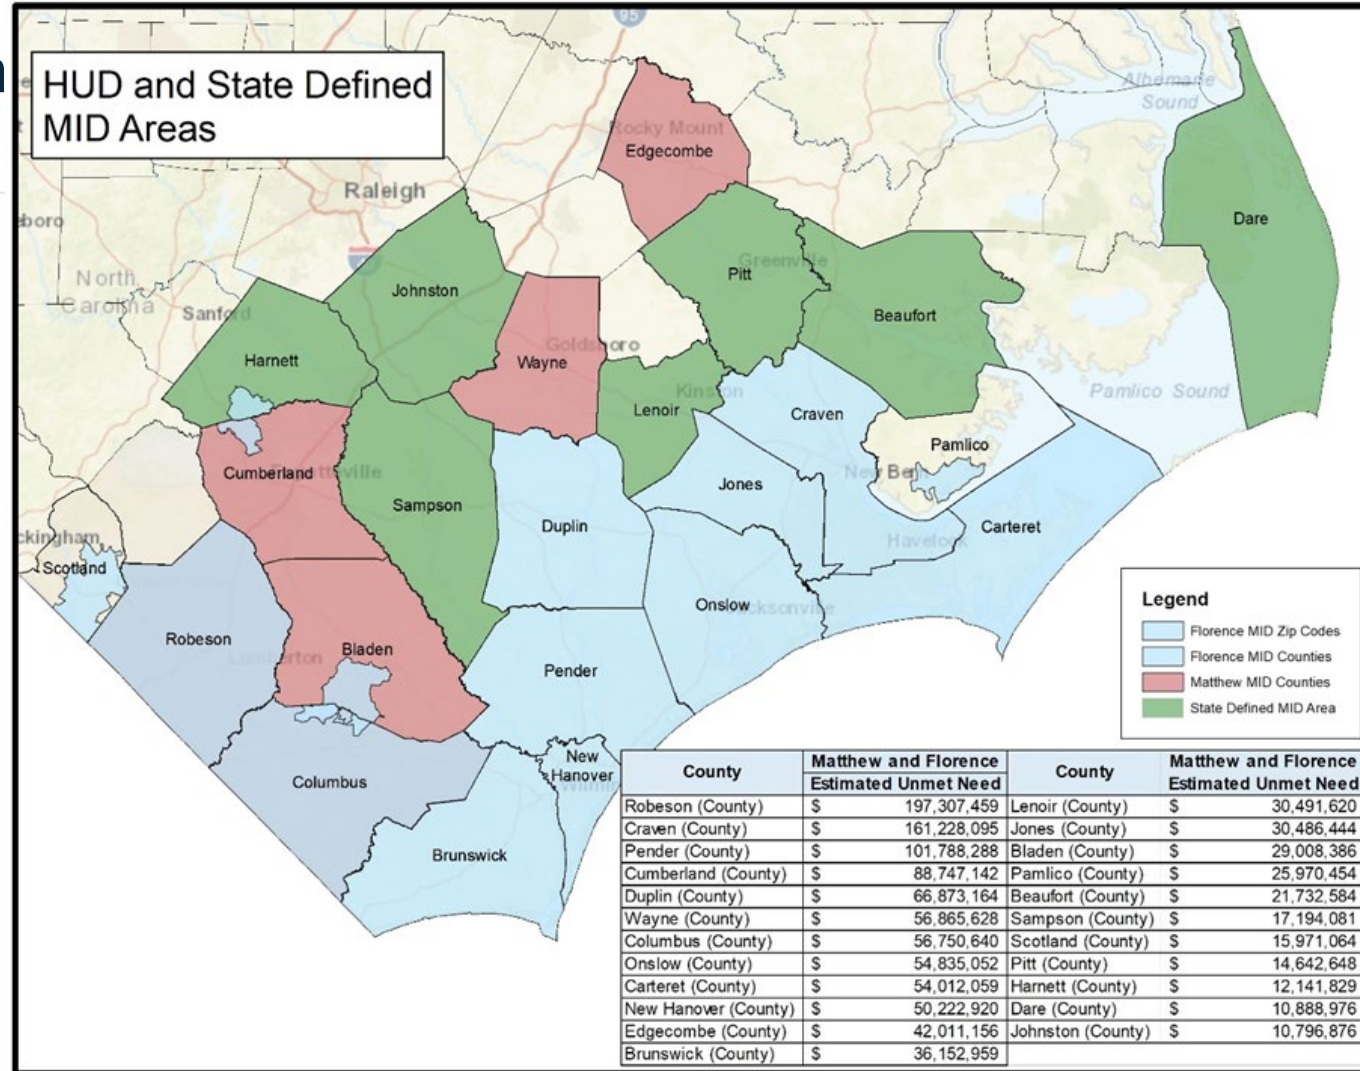 95
HUD and State Defined
MID Areas
Albemarle
Sound
Rocky Mount
Edgecombe
Raleigh
Dare
North
Carolina
Sanford
Greenville
Pitt
Johnston
Beaufort
Harnett
Wayne
Goldsboro
Pamlico Sound
Kinston
Lenoir
Craven
Pamlico
Cumberland
Jones
New Bern
Sampson
Duplin
Carteret
Havelock
Scotland
Onslow
Jacksonville
Robeson
Bladen
Lumberton
Pender
Columbus
New
Hanover
Brunswick
Legend
Florence MID Zip Codes
Florence MID Counties
Matthew MID Counties
State Defined MID Area
County Matthew and Florence Estimated Unmet Need County Matthew and Florence Estimated Unmet Need
Robeson (County) $ 197,307,459 Lenoir (County) $ 30,491,620
Craven (County) $ 161,228,095 Jones (County) $ 30,486,444
Pender (County) $ 101,788,288 Bladen (County) $ 29,008,386
Cumberland (County) $ 88,747,142 Pamlico (County) $ 25,970,454
Duplin (County) $ 66,873,164 Beaufort (County) $ 21,732,584
Wayne (County) $ 56,865,628 Sampson (County) $ 17,194,081
Columbus (County) $ 56,750,640 Scotland (County) $ 15,971,064
Onslow (County) $ 54,835,052 Pitt (County) $ 14,642,648
Carteret (County) $ 54,012,059 Harnett (County) $ 12,141,829
New Hanover (County) $ 50,222,920 Dare (County) $ 10,888,976
Edgecombe (County) $ 42,011,156 Johnston (County) $ 10,796,876
Brunswick (County) $ 36,152,959